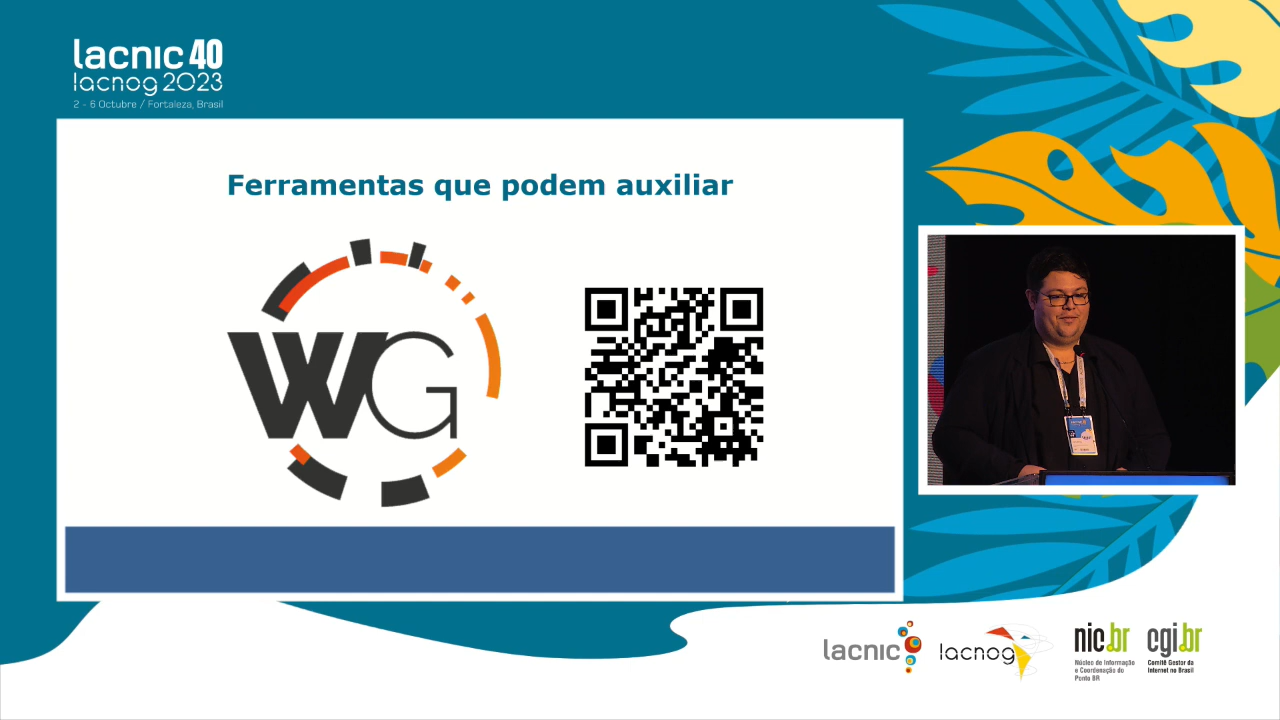 lacnic 40
lacnog 2023
2 - 6 Octubre / Fortaleza, Brasil
Ferramentas que podem auxiliar
WG
lacnic
lacnog
nic.br
Núcleo de Informação
e Coordenação do
Ponto BR
cgi.br
Comitê Gestor da
Internet no Brasil